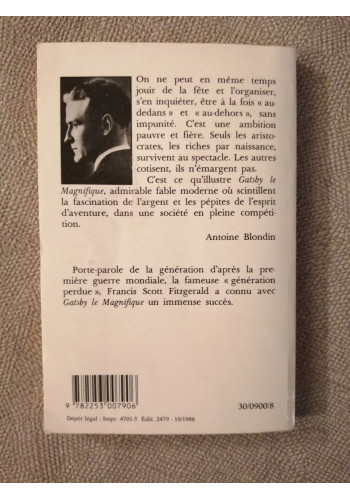 On ne peut en même temps
jouir de la fête et l'organiser,
s'en inquiéter, être à la fois « au-
dedans » et « au-dehors », sans
impunité. C'est une ambition
pauvre et fière. Seuls les aristo-
crates, les riches par naissance,
survivent au spectacle. Les autres
cotisent, ils n'émargent pas.
C'est ce qu'illustre Gatsby le
Magnifique, admirable fable moderne où scintillent
la fascination de l'argent et les pépites de l'esprit
d'aventure, dans une société en pleine compéti-
tion.
Antoine Blondin
Porte-parole de la génération d'après la pre-
mière guerre mondiale, la fameuse « génération
perdue », Francis Scott Fitzgerald a connu avec
Gatsby le Magnifique un immense succès.
9 782253 007906
30/0900/8
Dépôt légal : Impr. 4701-5 Édit. 2479 - 10/1986